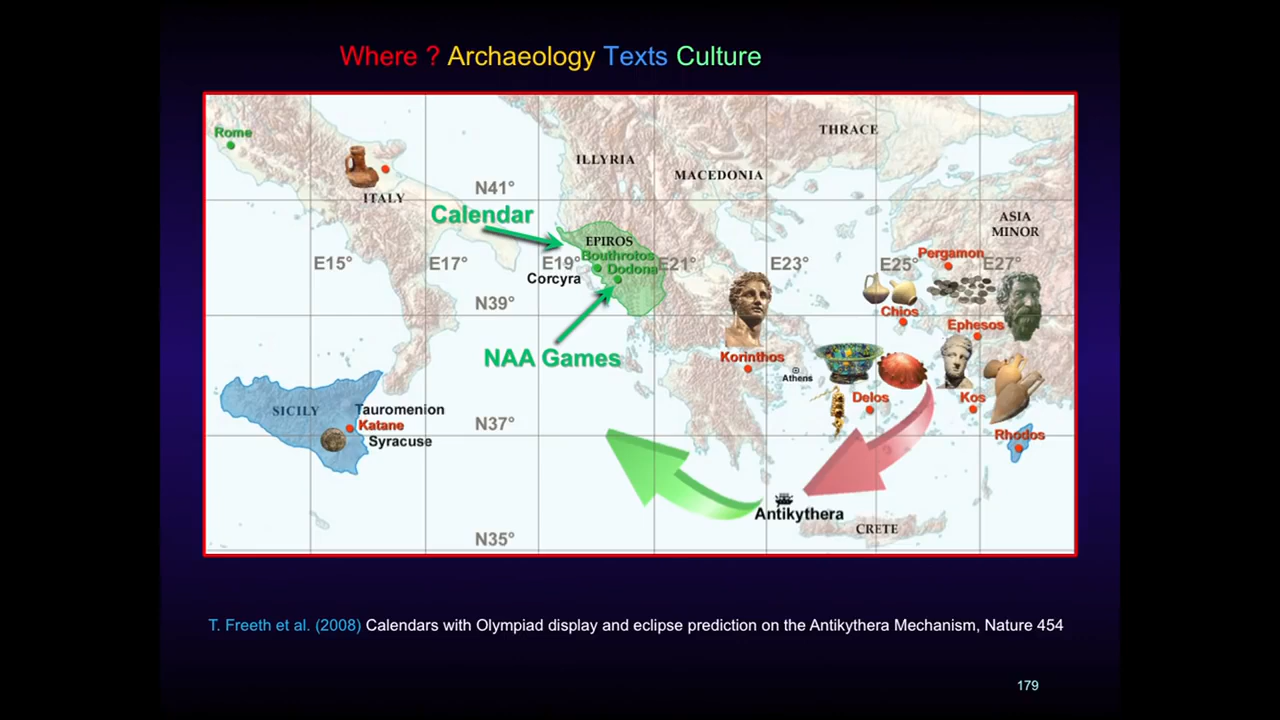 Where ? Archaeology Texts Culture
Rome
THRACE
ILLYRIA
MACEDONIA
N41°
ITALY
Calendar
ASIA
MINOR
EPIROS
Bouthrotos
Pergamon
E15°
E17°
E19°
E21°
E23°
E25°
E27°
Dodona
Corcyra
N39°
Chios
Ephesos
NAA Games
Korinthos
Athens
Delos
Kos
SICILY
Tauromenion
Katane
Syracuse
N37°
Rhodos
Antikythera
CRETE
N35°
T. Freeth et al. (2008) Calendars with Olympiad display and eclipse prediction on the Antikythera Mechanism, Nature 454
179